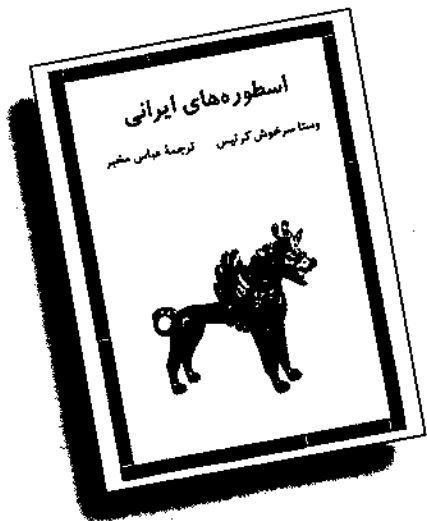 اسطوره‌های ایرانی
وستا سرخوش کرتیس ترجمهٔ عباس مخبر